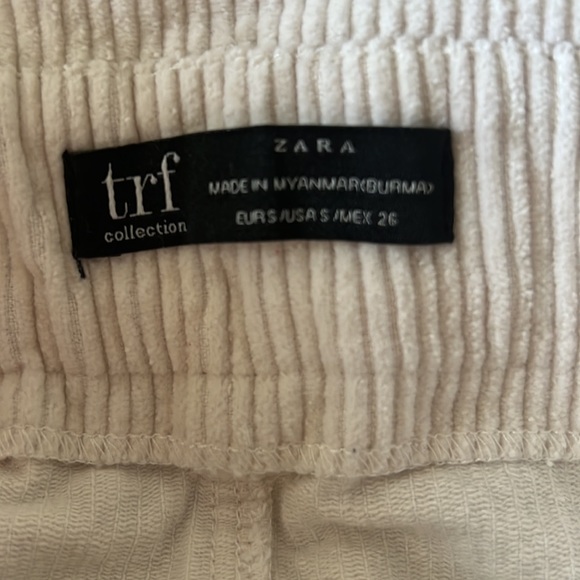 ZARA
trf
collection
MADE IN MYANMAR(BURMA)
EUR S /USA S /MEX 26